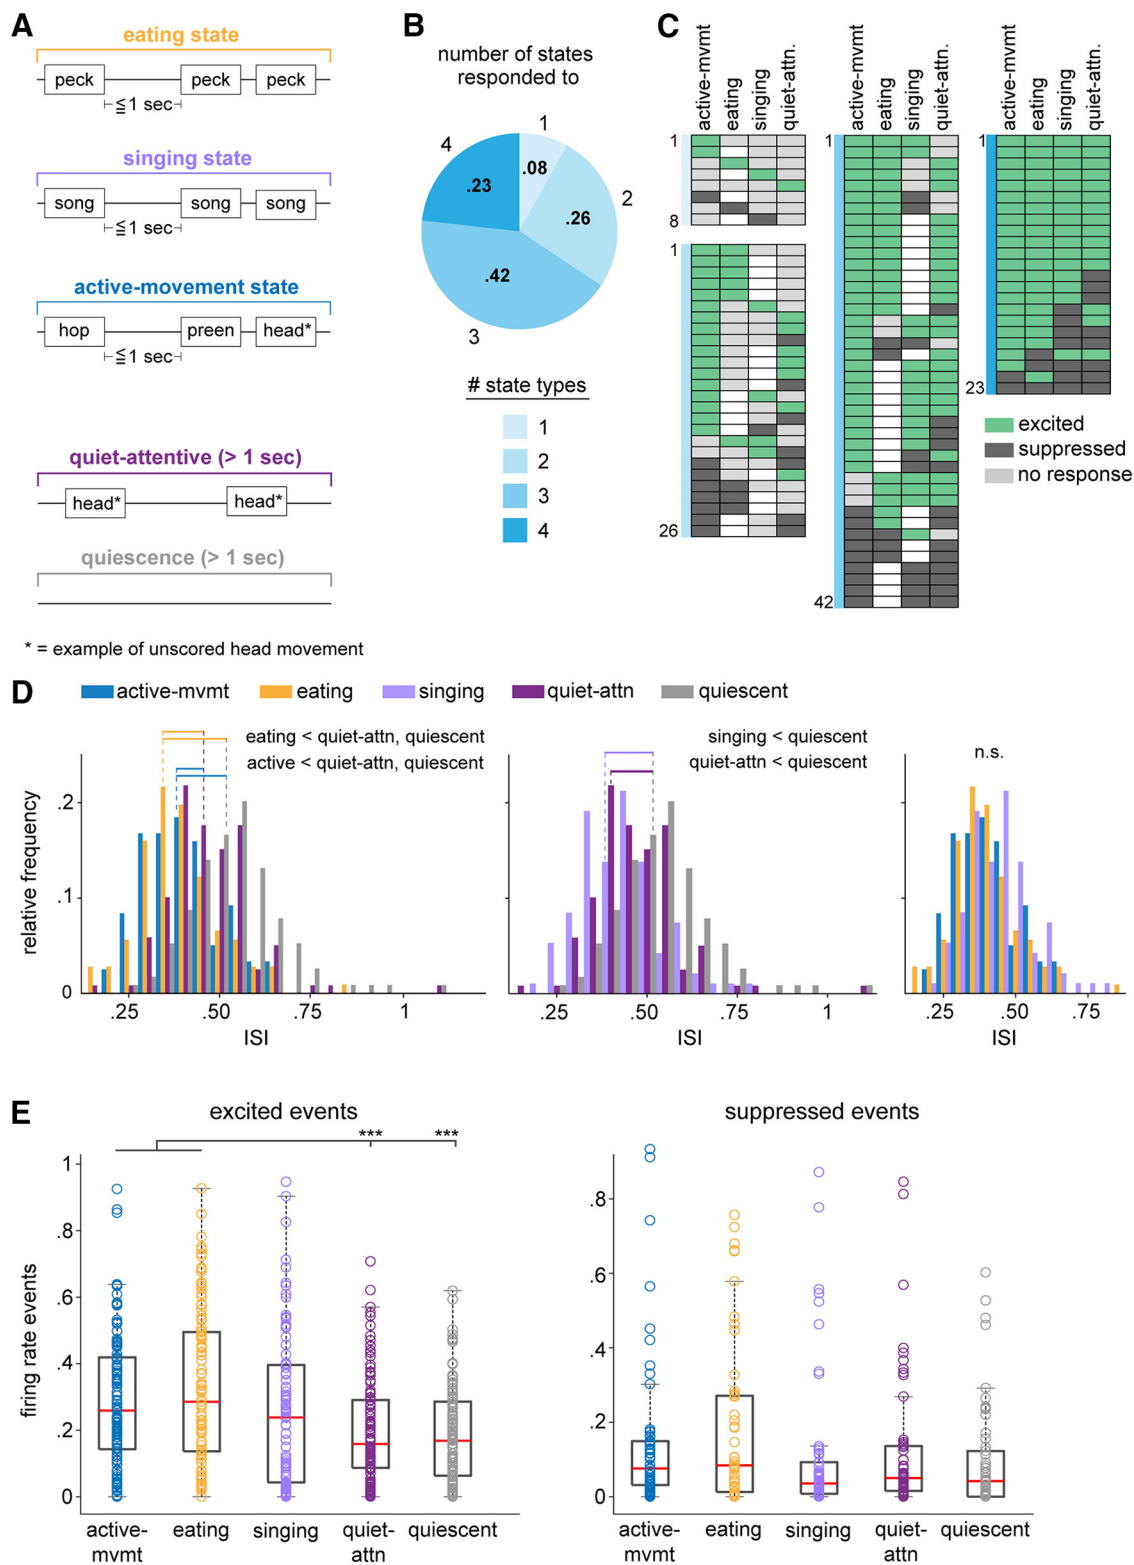 A
eating state
peck
peck
peck
≦1 sec
singing state
song
song
song
≦1 sec
active-movement state
hop
preen
head*
≦1 sec
quiet-attentive (> 1 sec)
head*
head*
quiescence (> 1 sec)
* = example of unscored head movement
B
number of states
responded to
1
.08
2
.26
3
.42
4
.23
# state types
1
2
3
4
C
active-mvmt
eating
singing
quiet-attn.
1
8
1
26
active-mvmt
eating
singing
quiet-attn.
1
42
active-mvmt
eating
singing
quiet-attn.
1
23
excited
suppressed
no response
D
active-mvmt
eating
singing
quiet-attn
quiescent
eating < quiet-attn, quiescent
active < quiet-attn, quiescent
relative frequency
.2
.1
0
.25
.50
.75
1
ISI
singing < quiescent
quiet-attn < quiescent
.25
.50
.75
1
ISI
n.s.
.25
.50
.75
ISI
E
excited events
***
***
firing rate events
1
.8
.6
.4
.2
0
active-
mvmt
eating
singing
quiet-
attn
quiescent
suppressed events
.8
.6
.4
.2
0
active-
mvmt
eating
singing
quiet-
attn
quiescent